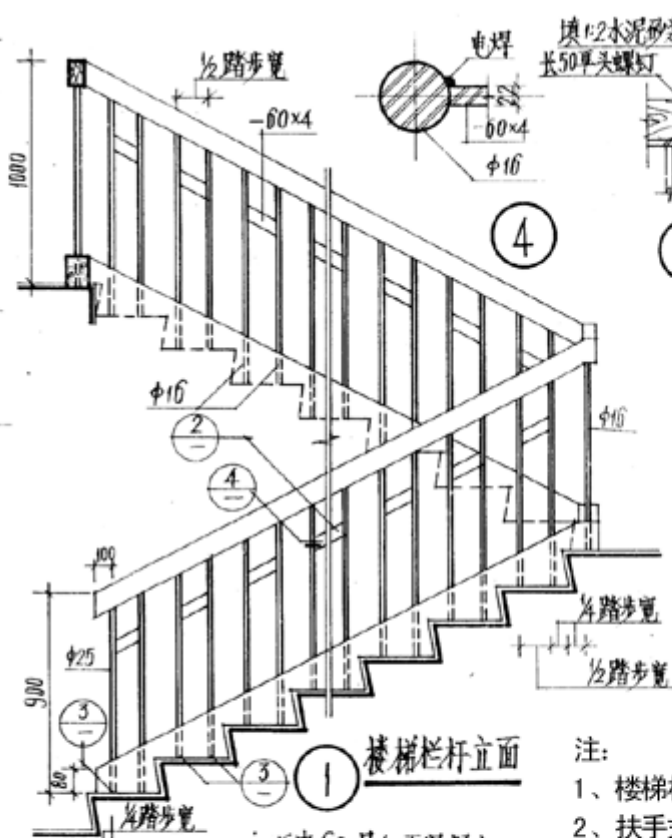 ½踏步宽
-60×4
1000
电焊
22
-60×4
φ16
填1:2水泥砂
长50平头螺钉
4
φ16
2
4
φ16
100
φ25
900
3
80
¼踏步宽
3
1
楼梯栏杆立面
¼踏步宽
½踏步宽
注:
1、楼梯
2、扶手